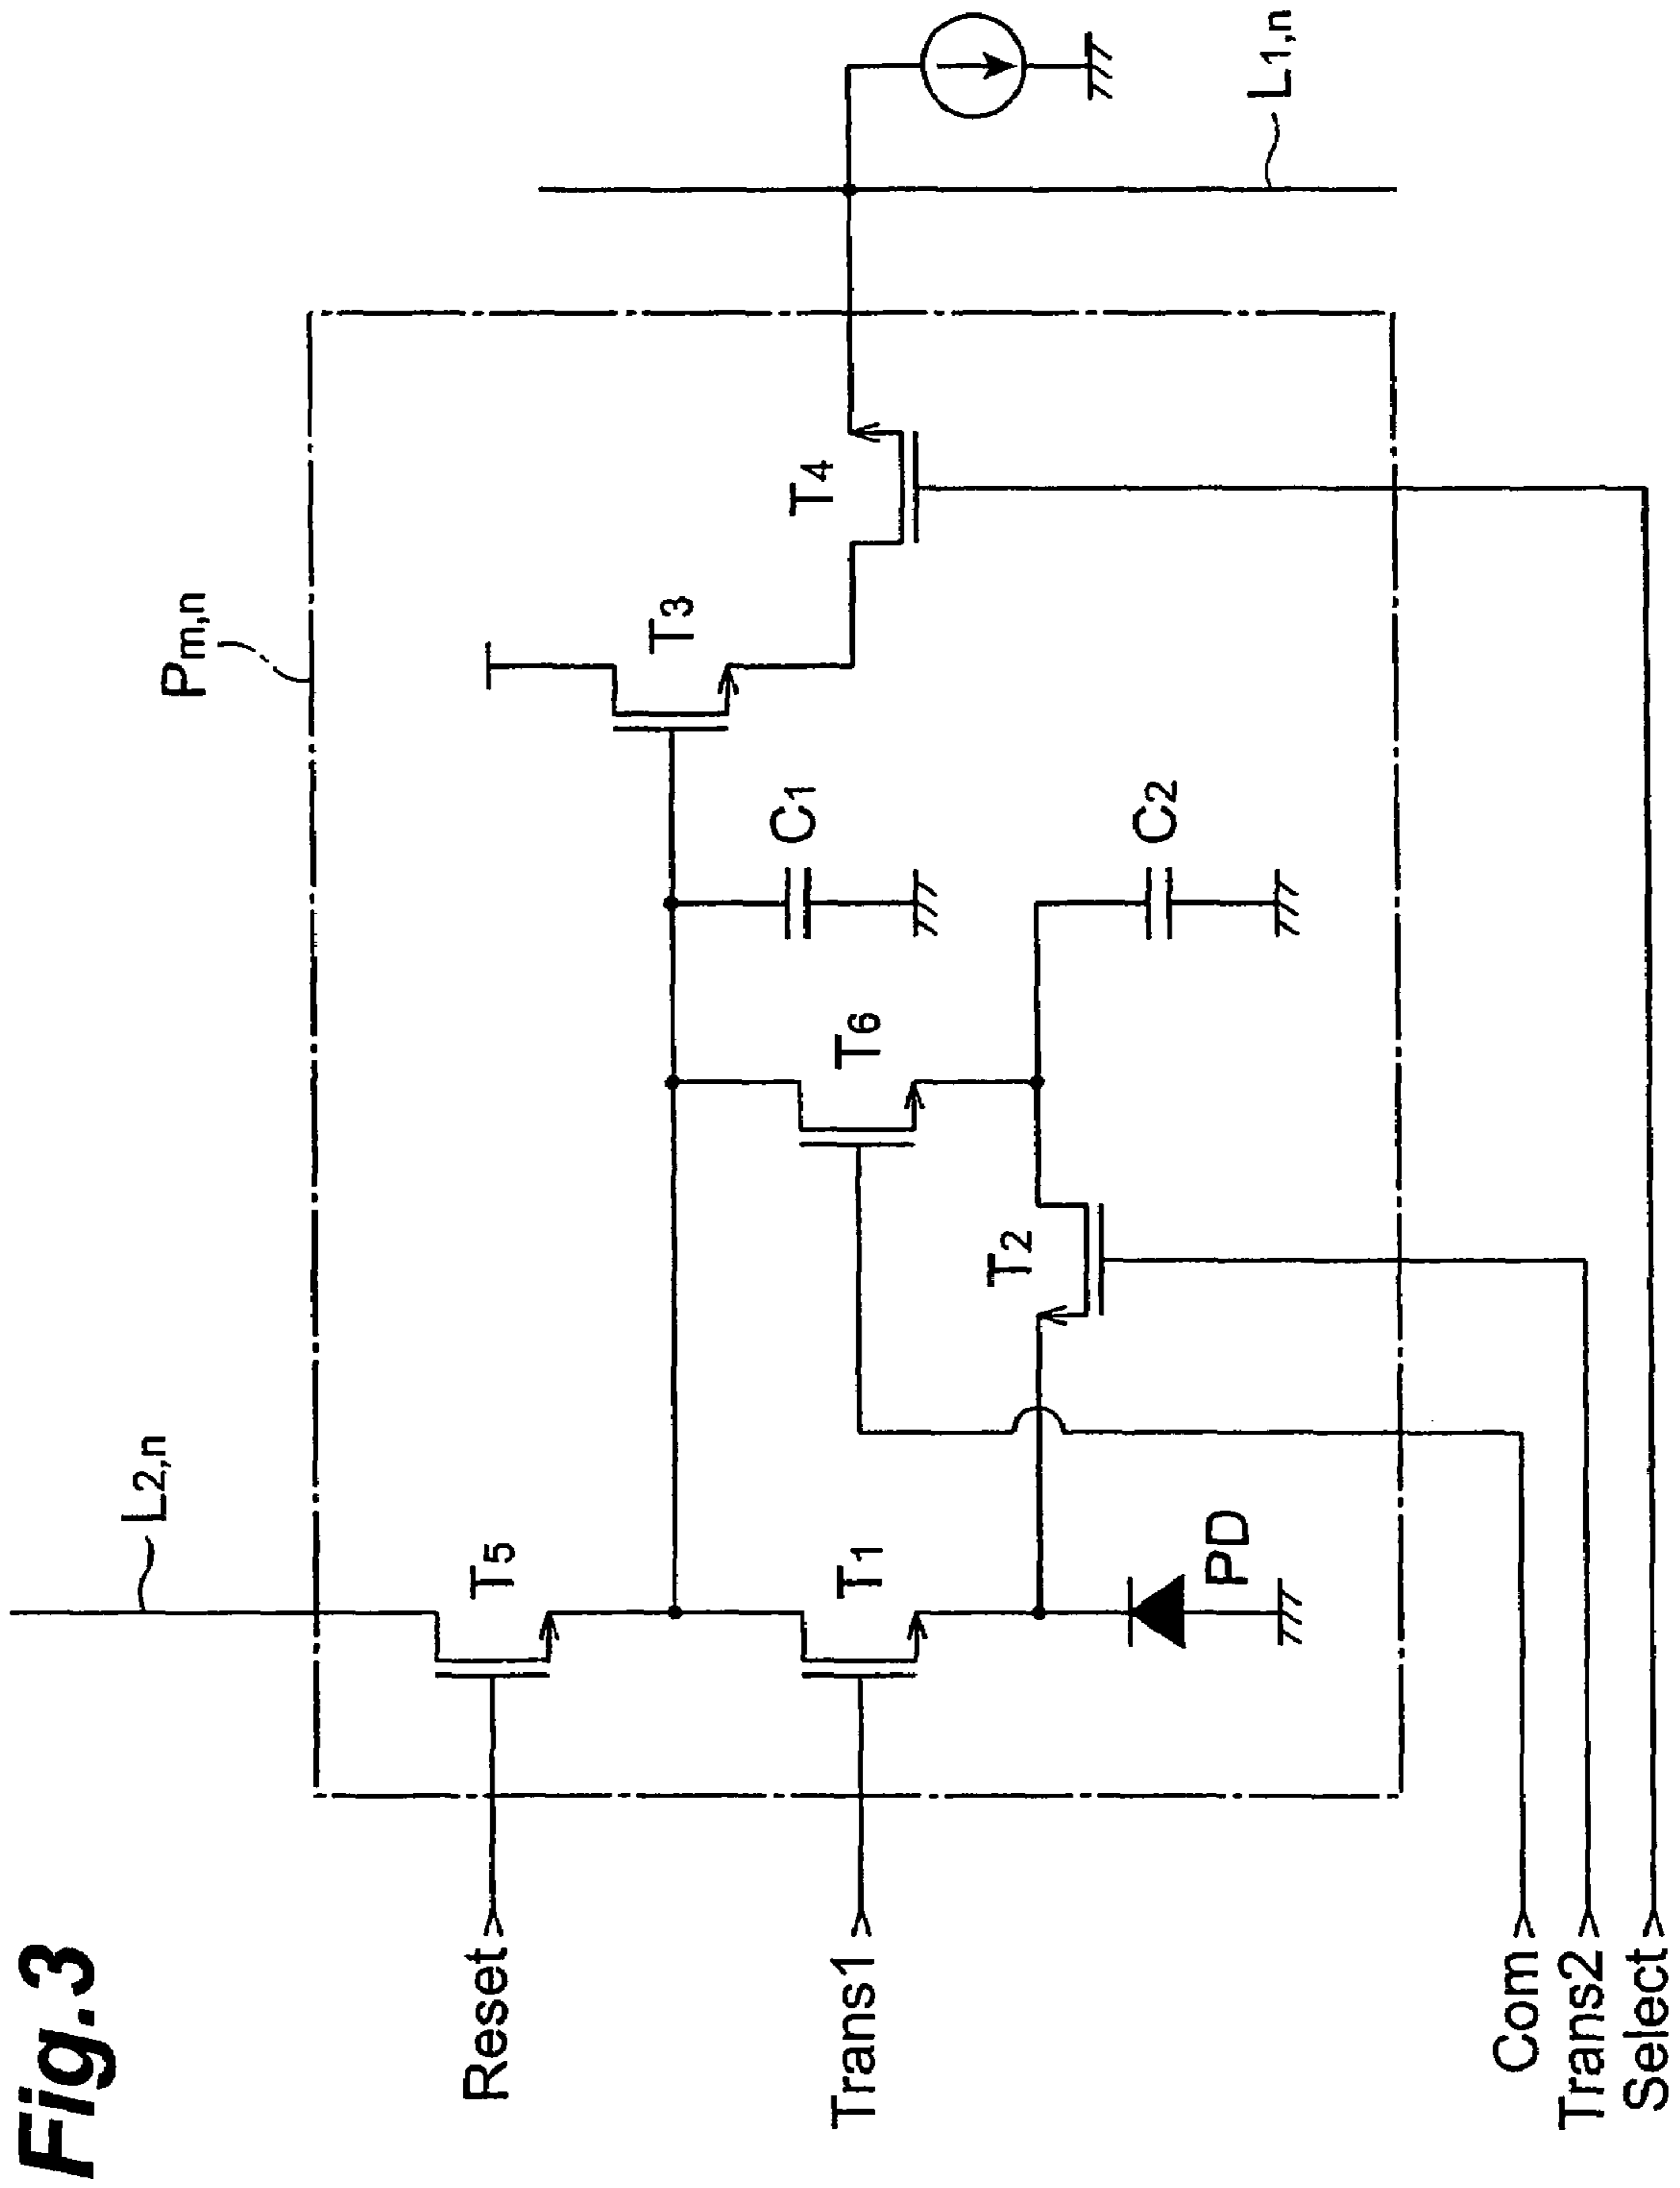 Fig.3
L2,n
Pm,n
L1,n
Reset
T5
T3
T4
Trans1
T1
T6
C1
T2
C2
PD
Com
Trans2
Select